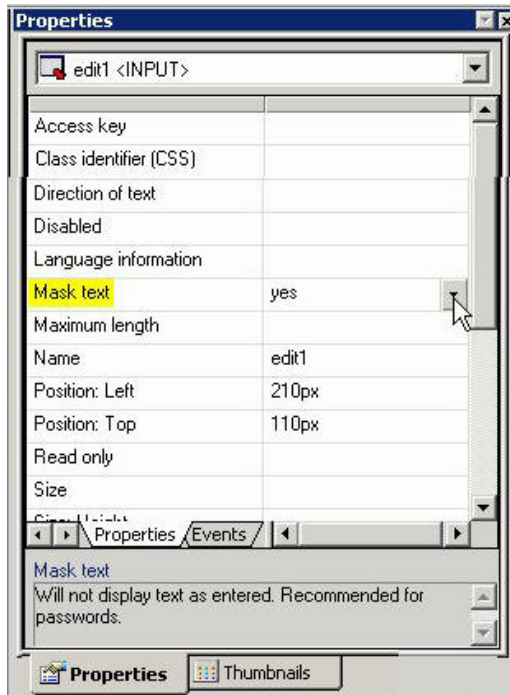 Properties
edit1 <INPUT>
Access key
Class identifier (CSS)
Direction of text
Disabled
Language information
Mask text yes
Maximum length
Name edit1
Position: Left 210px
Position: Top 110px
Read only
Size
Properties Events
Mask text
Will not display text as entered. Recommended for
passwords.
Properties Thumbnails